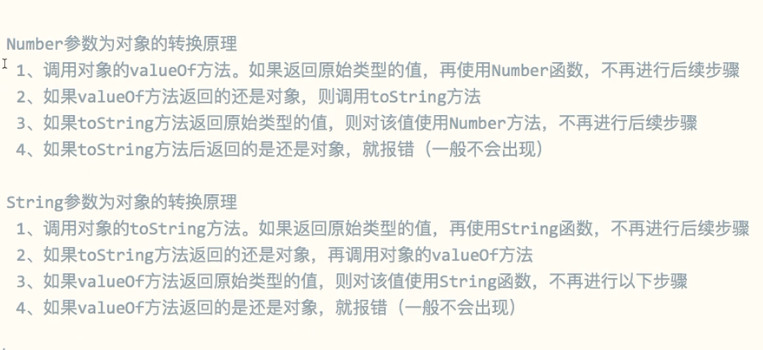 Number参数为对象的转换原理
1、调用对象的valueOf方法。如果返回原始类型的值，再使用Number函数，不再进行后续步骤
2、如果valueOf方法返回的还是对象，则调用toString方法
3、如果toString方法返回原始类型的值，则对该值使用Number方法，不再进行后续步骤
4、如果toString方法后返回的是还是对象，就报错（一般不会出现）
String参数为对象的转换原理
1、调用对象的toString方法。如果返回原始类型的值，再使用String函数，不再进行后续步骤
2、如果toString方法返回的还是对象，再调用对象的valueOf方法
3、如果valueOf方法返回原始类型的值，则对该值使用String函数，不再进行以下步骤
4、如果valueOf方法返回的是还是对象，就报错（一般不会出现）